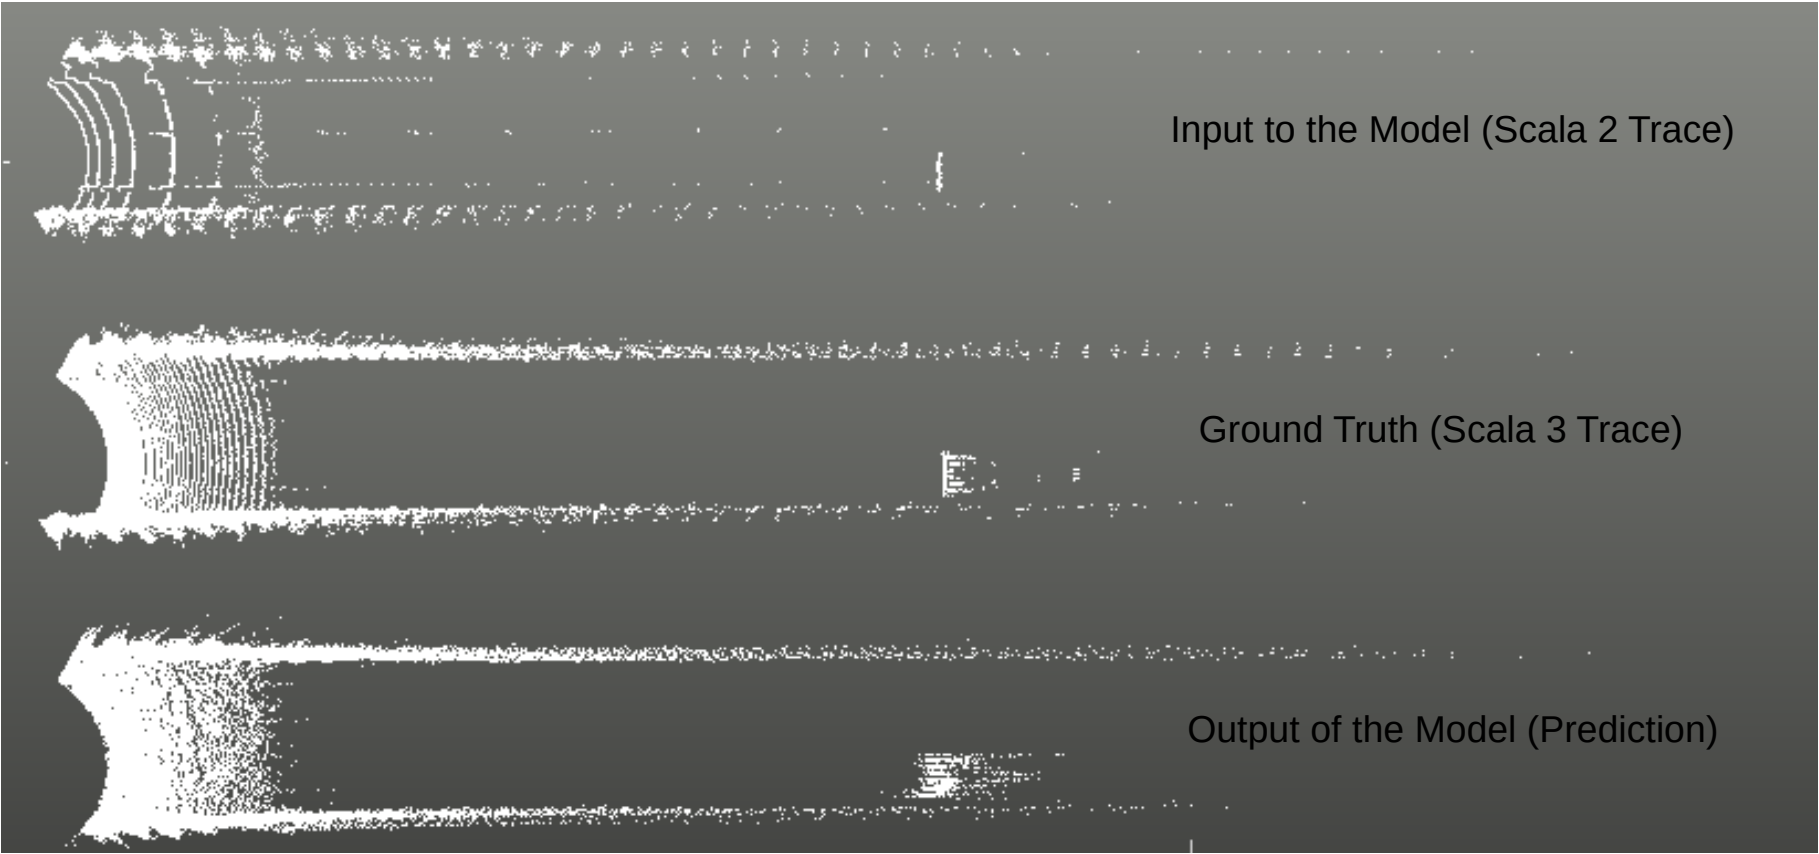 Input to the Model (Scala 2 Trace)
Ground Truth (Scala 3 Trace)
Output of the Model (Prediction)